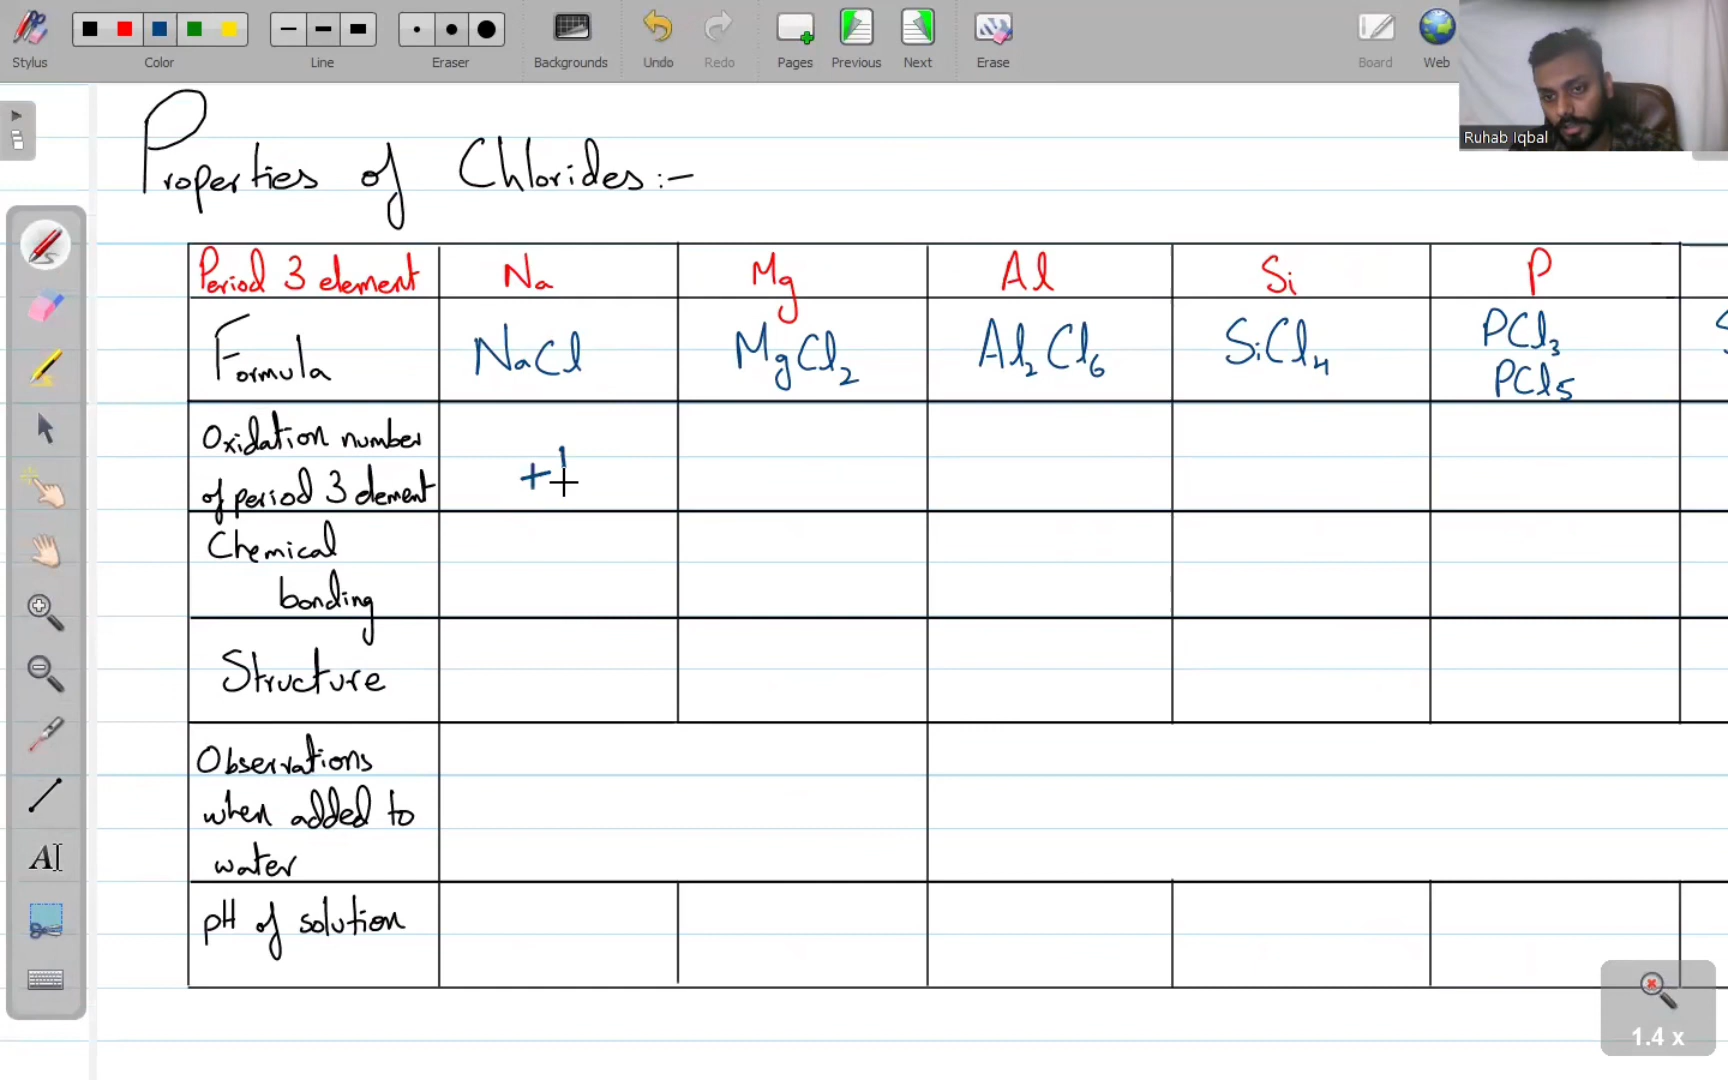 Stylus Color Line Eraser Backgrounds Undo Redo Pages Previous Next Erase Board Web
Ruhab Iqbal
Properties of Chlorides:-
Period 3 element Na Mg Al Si P
Formula NaCl MgCl₂ Al₂Cl₆ SiCl₄ PCl₃
PCl₅
Oxidation number
of period 3 element +1
Chemical
bonding
Structure
Observations
when added to
water
pH of solution
1.4 x